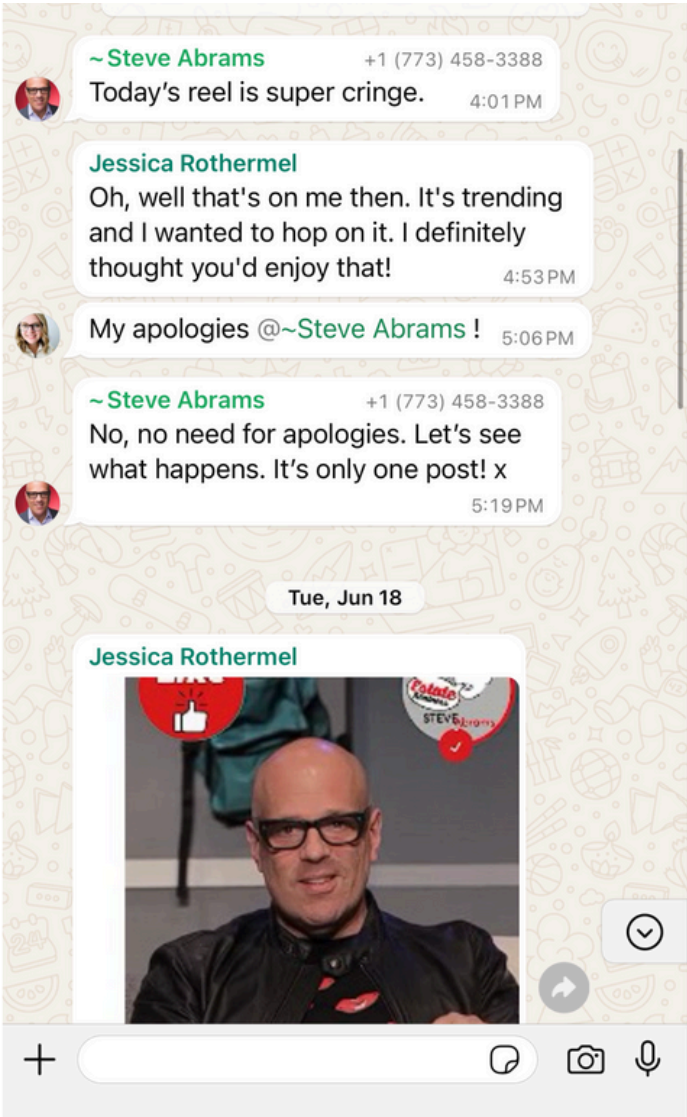 ~Steve Abrams +1 (773) 458-3388
Today's reel is super cringe. 4:01 PM
Jessica Rothermel
Oh, well that's on me then. It's trending
and I wanted to hop on it. I definitely
thought you'd enjoy that!
4:53 PM
My apologies @~Steve Abrams ! 5:06 PM
~Steve Abrams +1 (773) 458-3388
No, no need for apologies. Let's see
what happens. It's only one post! x
5:19 PM
Tue, Jun 18
Jessica Rothermel
Estate
STEVE
24